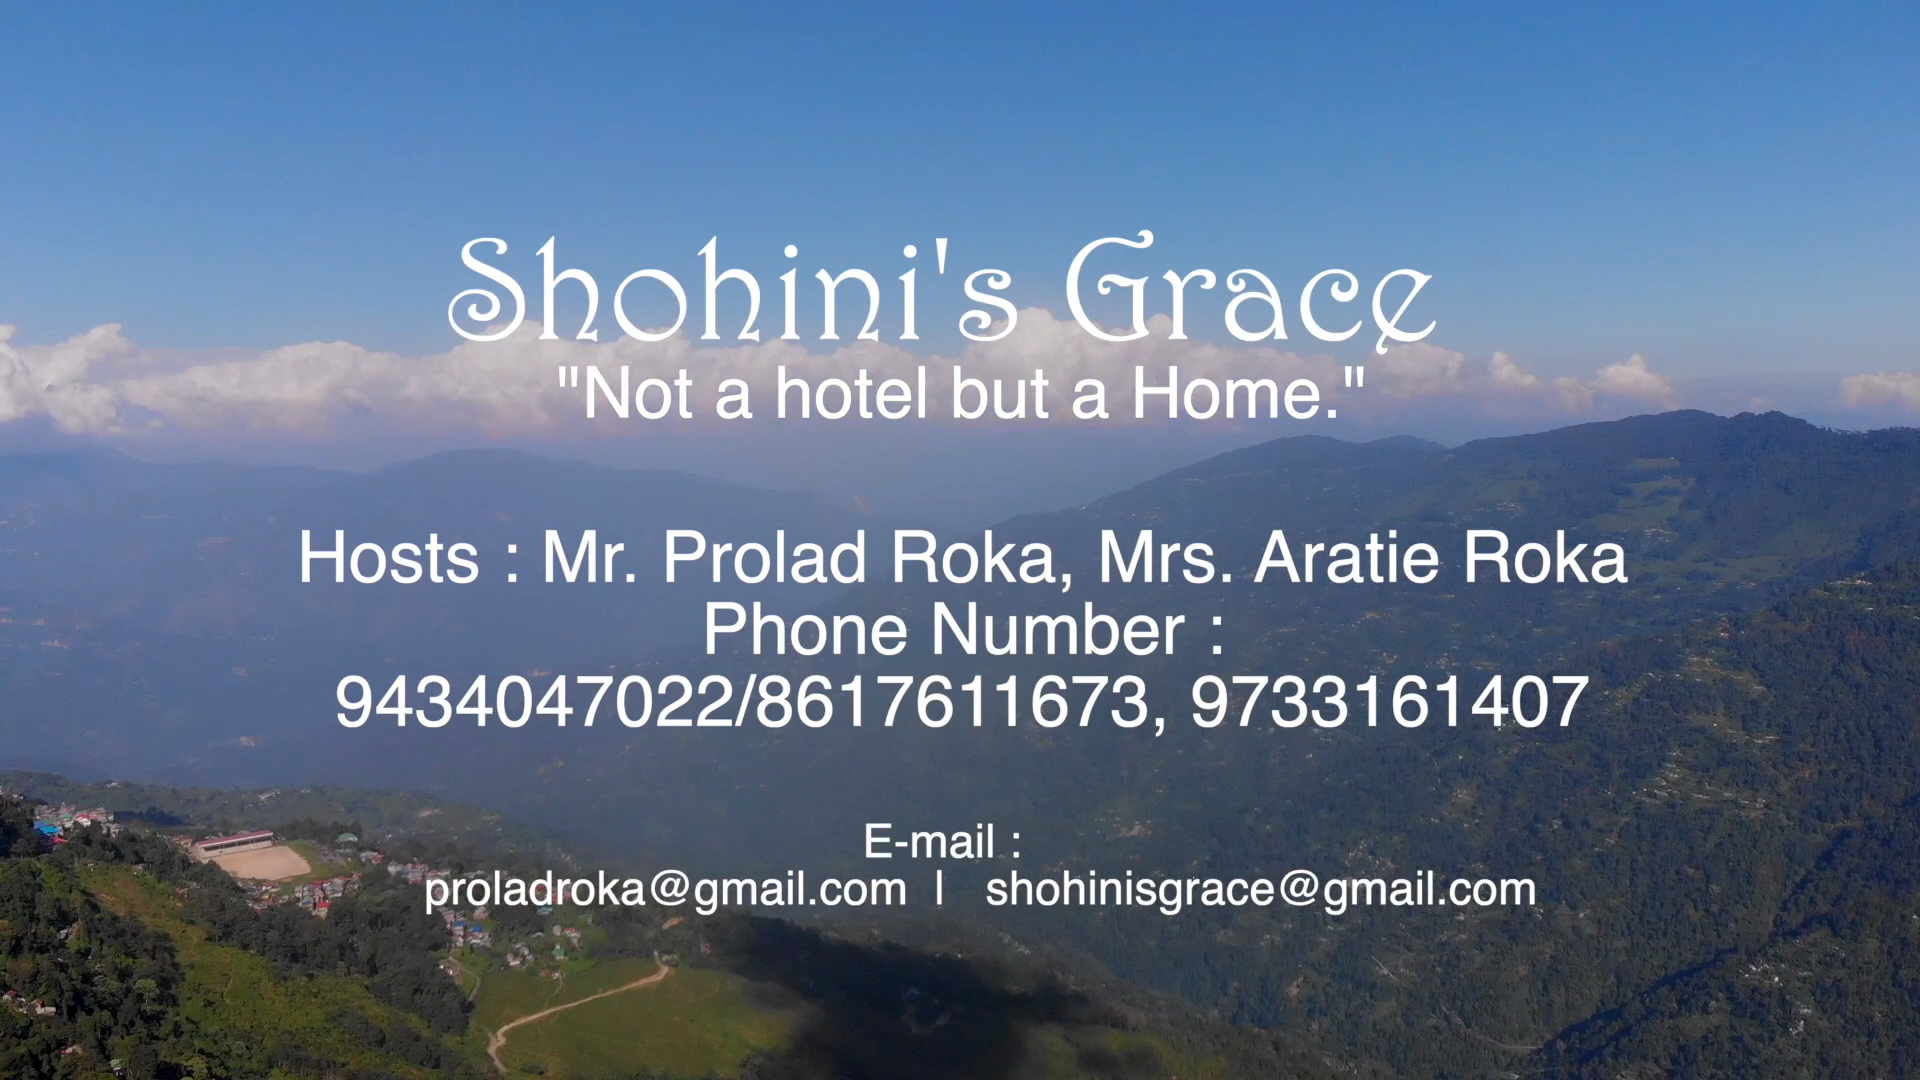 Shohini's Grace
"Not a hotel but a Home."
Hosts : Mr. Prolad Roka, Mrs. Aratie Roka
Phone Number :
9434047022/8617611673, 9733161407
E-mail :
proladroka@gmail.com | shohinisgrace@gmail.com